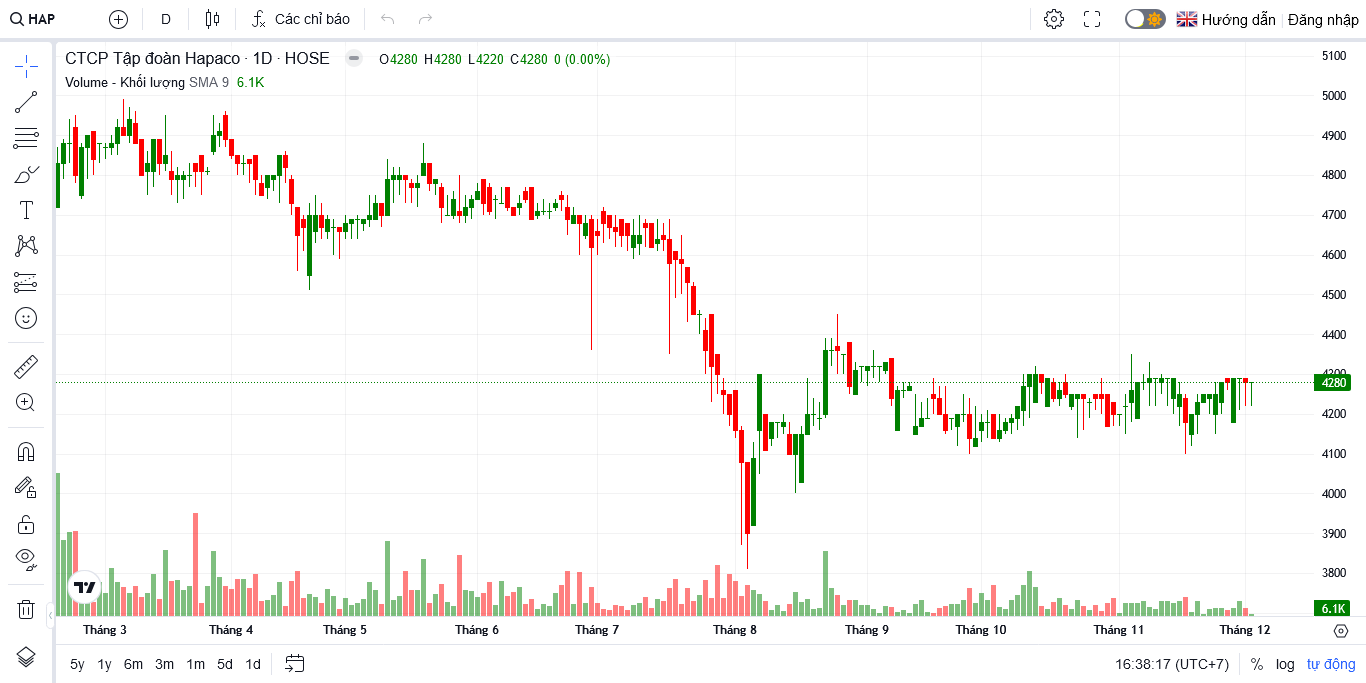 HAP D Các chỉ báo Hướng dẫn Đăng nhập
CTCP Tập đoàn Hapaco · 1D · HOSE O4280 H4280 L4220 C4280 0 (0.00%)
Volume - Khối lượng SMA 9 6.1K
5100
5000
4900
4800
4700
4600
4500
4400
4300
4280
4200
4100
4000
3900
3800
6.1K
Tháng 3 Tháng 4 Tháng 5 Tháng 6 Tháng 7 Tháng 8 Tháng 9 Tháng 10 Tháng 11 Tháng 12
5y 1y 6m 3m 1m 5d 1d 16:38:17 (UTC+7) % log tự động